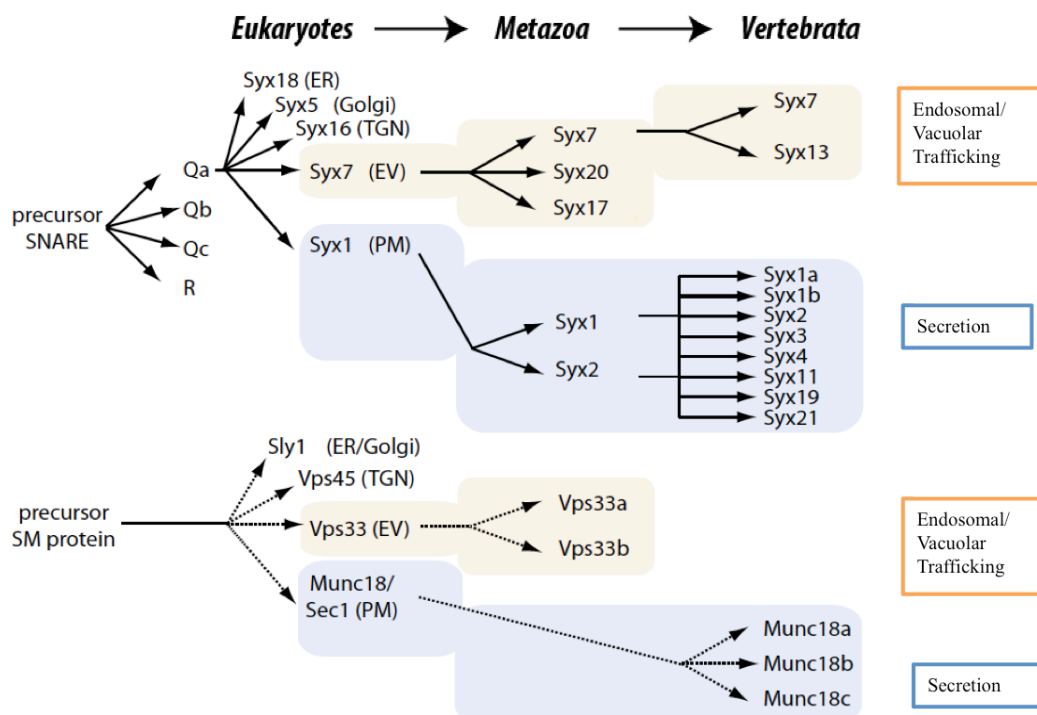 Eukaryotes Metazoa Vertebrata
Syx18 (ER)
Syx5 (Golgi)
Syx16 (TGN)
Qa
Syx7 (EV)
Syx7
Syx20
Syx17
Syx7
Syx13
Endosomal/
Vacuolar
Trafficking
precursor
SNARE
Qb
Qc
R
Syx1 (PM)
Syx1
Syx2
Syx1a
Syx1b
Syx2
Syx3
Syx4
Syx11
Syx19
Syx21
Secretion
Sly1 (ER/Golgi)
Vps45 (TGN)
precursor
SM protein
Vps33 (EV)
Vps33a
Vps33b
Endosomal/
Vacuolar
Trafficking
Munc18/
Sec1 (PM)
Munc18a
Munc18b
Munc18c
Secretion